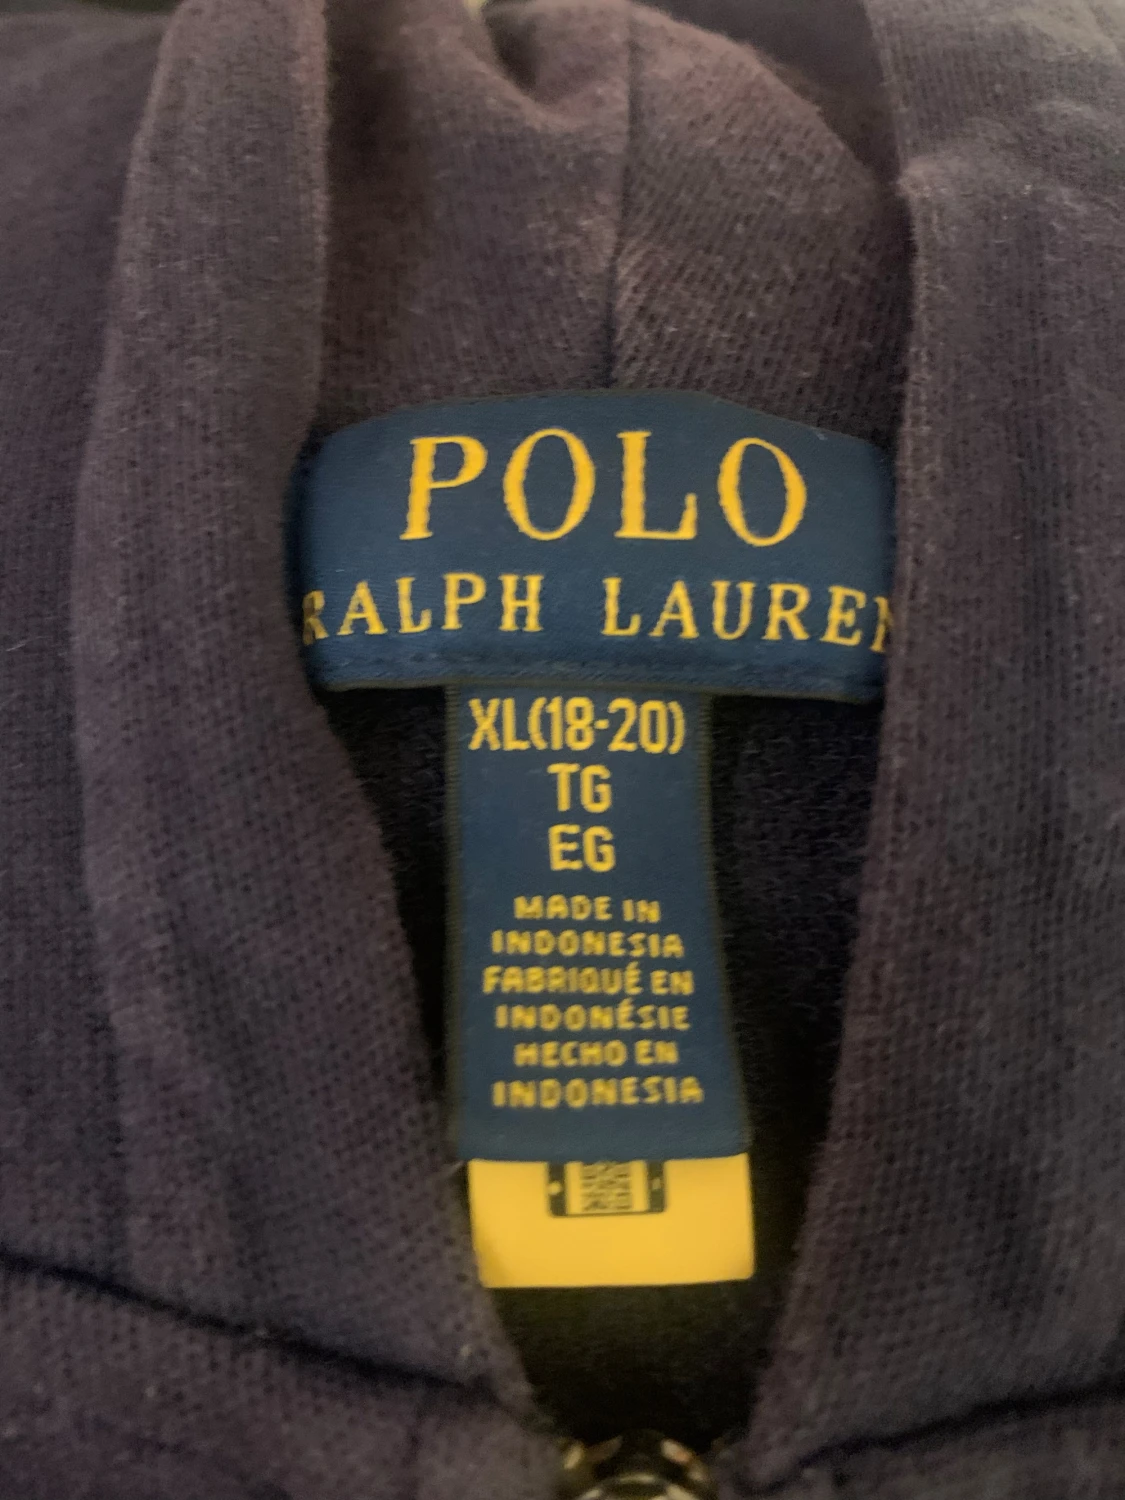 POLO
RALPH LAUREN
XL(18-20)
TG
EG
MADE IN
INDONESIA
FABRIQUÉ EN
INDONÉSIE
HECHO EN
INDONESIA